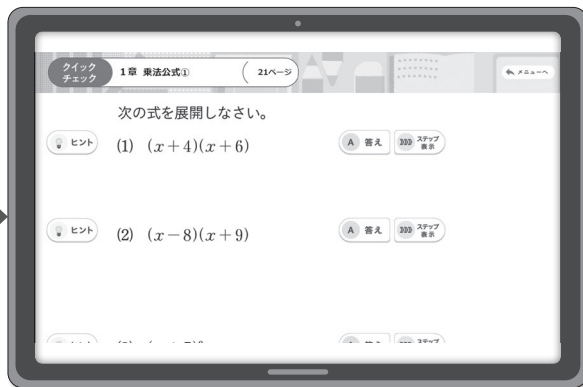 クイック
チェック
1章 乗法公式①
21ページ
メニューへ
次の式を展開しなさい。
ヒント
(1) (x+4)(x+6)
A 答え
ステップ
表示
ヒント
(2) (x−8)(x+9)
A 答え
ステップ
表示